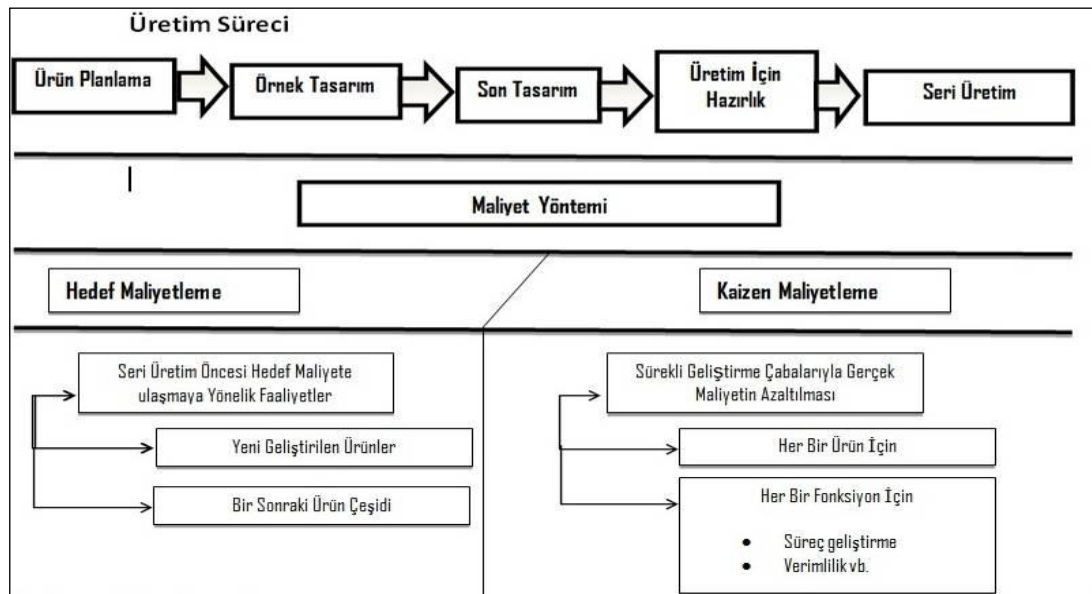 Üretim Süreci
Ürün Planlama
Örnek Tasarım
Son Tasarım
Üretim İçin
Hazırlık
Seri Üretim
Maliyet Yöntemi
Hedef Maliyetleme
Kaizen Maliyetleme
Seri Üretim Öncesi Hedef Maliyete
ulaşmaya Yönelik Faaliyetler
Yeni Geliştirilen Ürünler
Bir Sonraki Ürün Çeşidi
Sürekli Geliştirme Çabalarıyla Gerçek
Maliyetin Azaltılması
Her Bir Ürün İçin
Her Bir Fonksiyon İçin
• Süreç geliştirme
• Verimlilik vb.